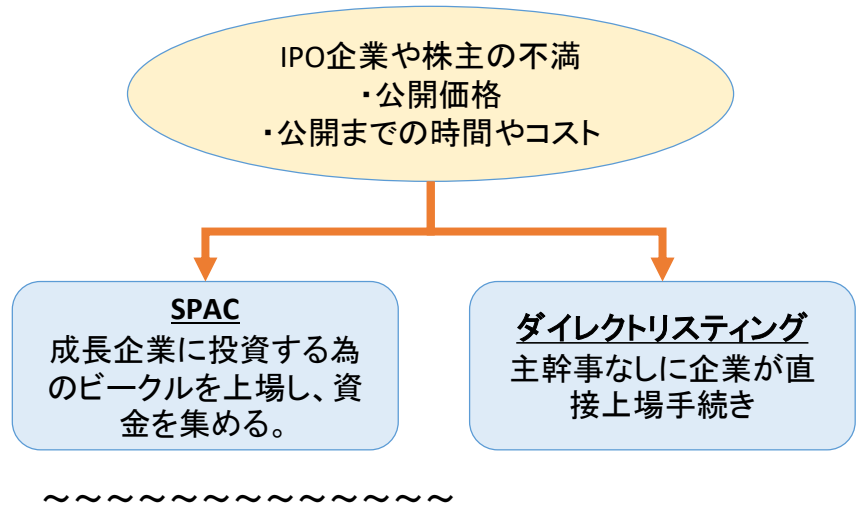 IPO企業や株主の不満
・公開価格
・公開までの時間やコスト
SPAC
成長企業に投資する為
のビークルを上場し、資
金を集める。
ダイレクトリスティング
主幹事なしに企業が直
接上場手続き
～～～～～～～～～～～～～